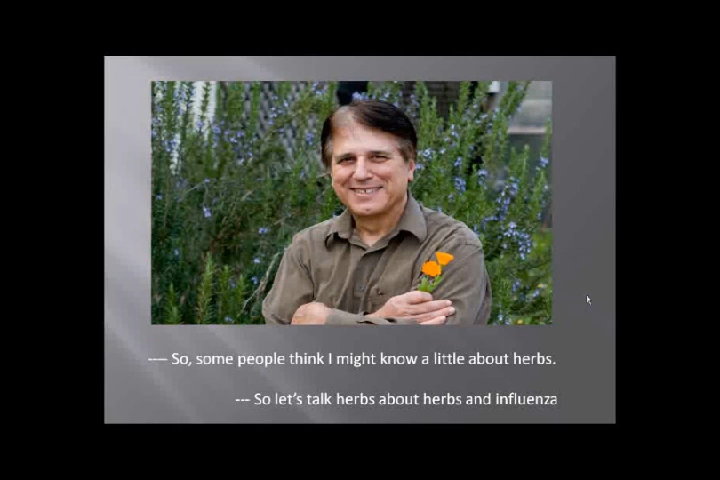 ---- So, some people think I might know a little about herbs.
--- So let's talk herbs about herbs and influenza